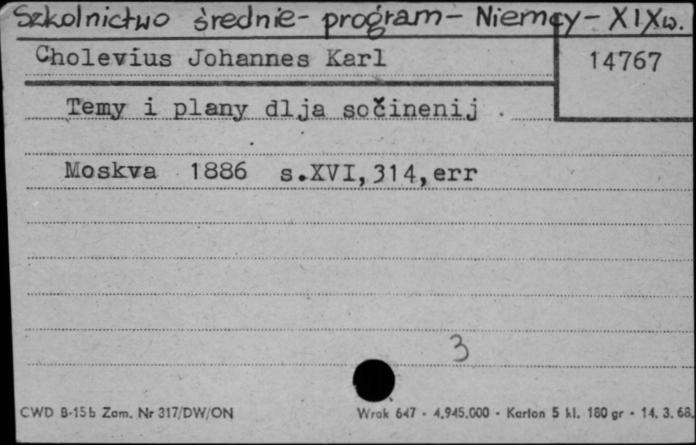 Szkolnictwo średnie - program - Niemcy - XIXw.
Cholevius Johannes Karl
14767
Temy i plany dlja sočinenij .
Moskva 1886 s.XVI,314,err
3
CWD B-15b Zam. Nr 317/DW/ON
Wrak 647 - 4.945.000 - Karton 5 kl. 180 gr - 14. 3. 68.